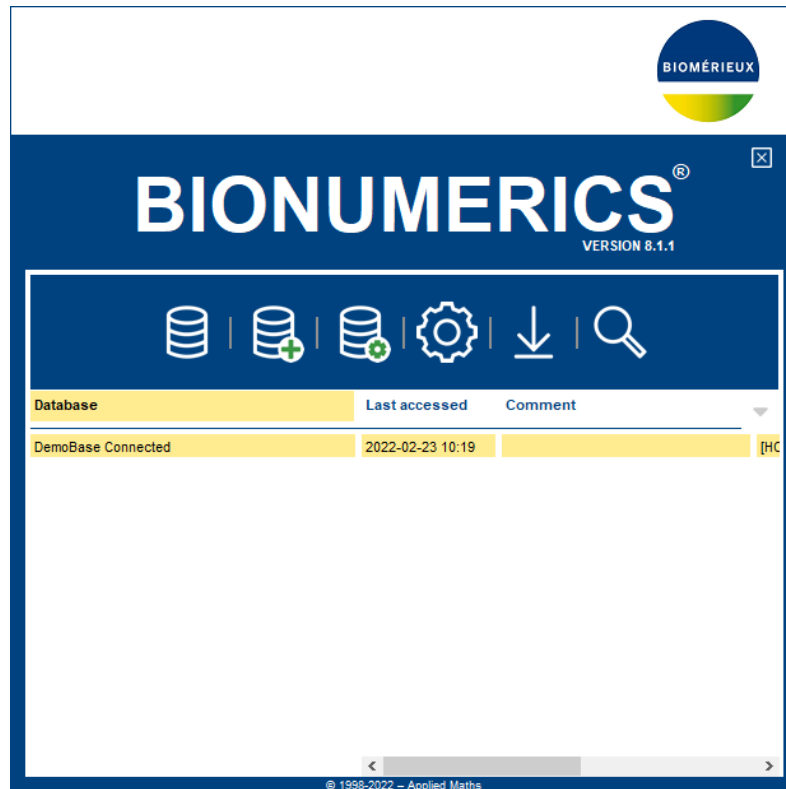 BIOMÉRIEUX
BIONUMERICS®
VERSION 8.1.1
Database Last accessed Comment
DemoBase Connected 2022-02-23 10:19 [HO
© 1998-2022 – Applied Maths